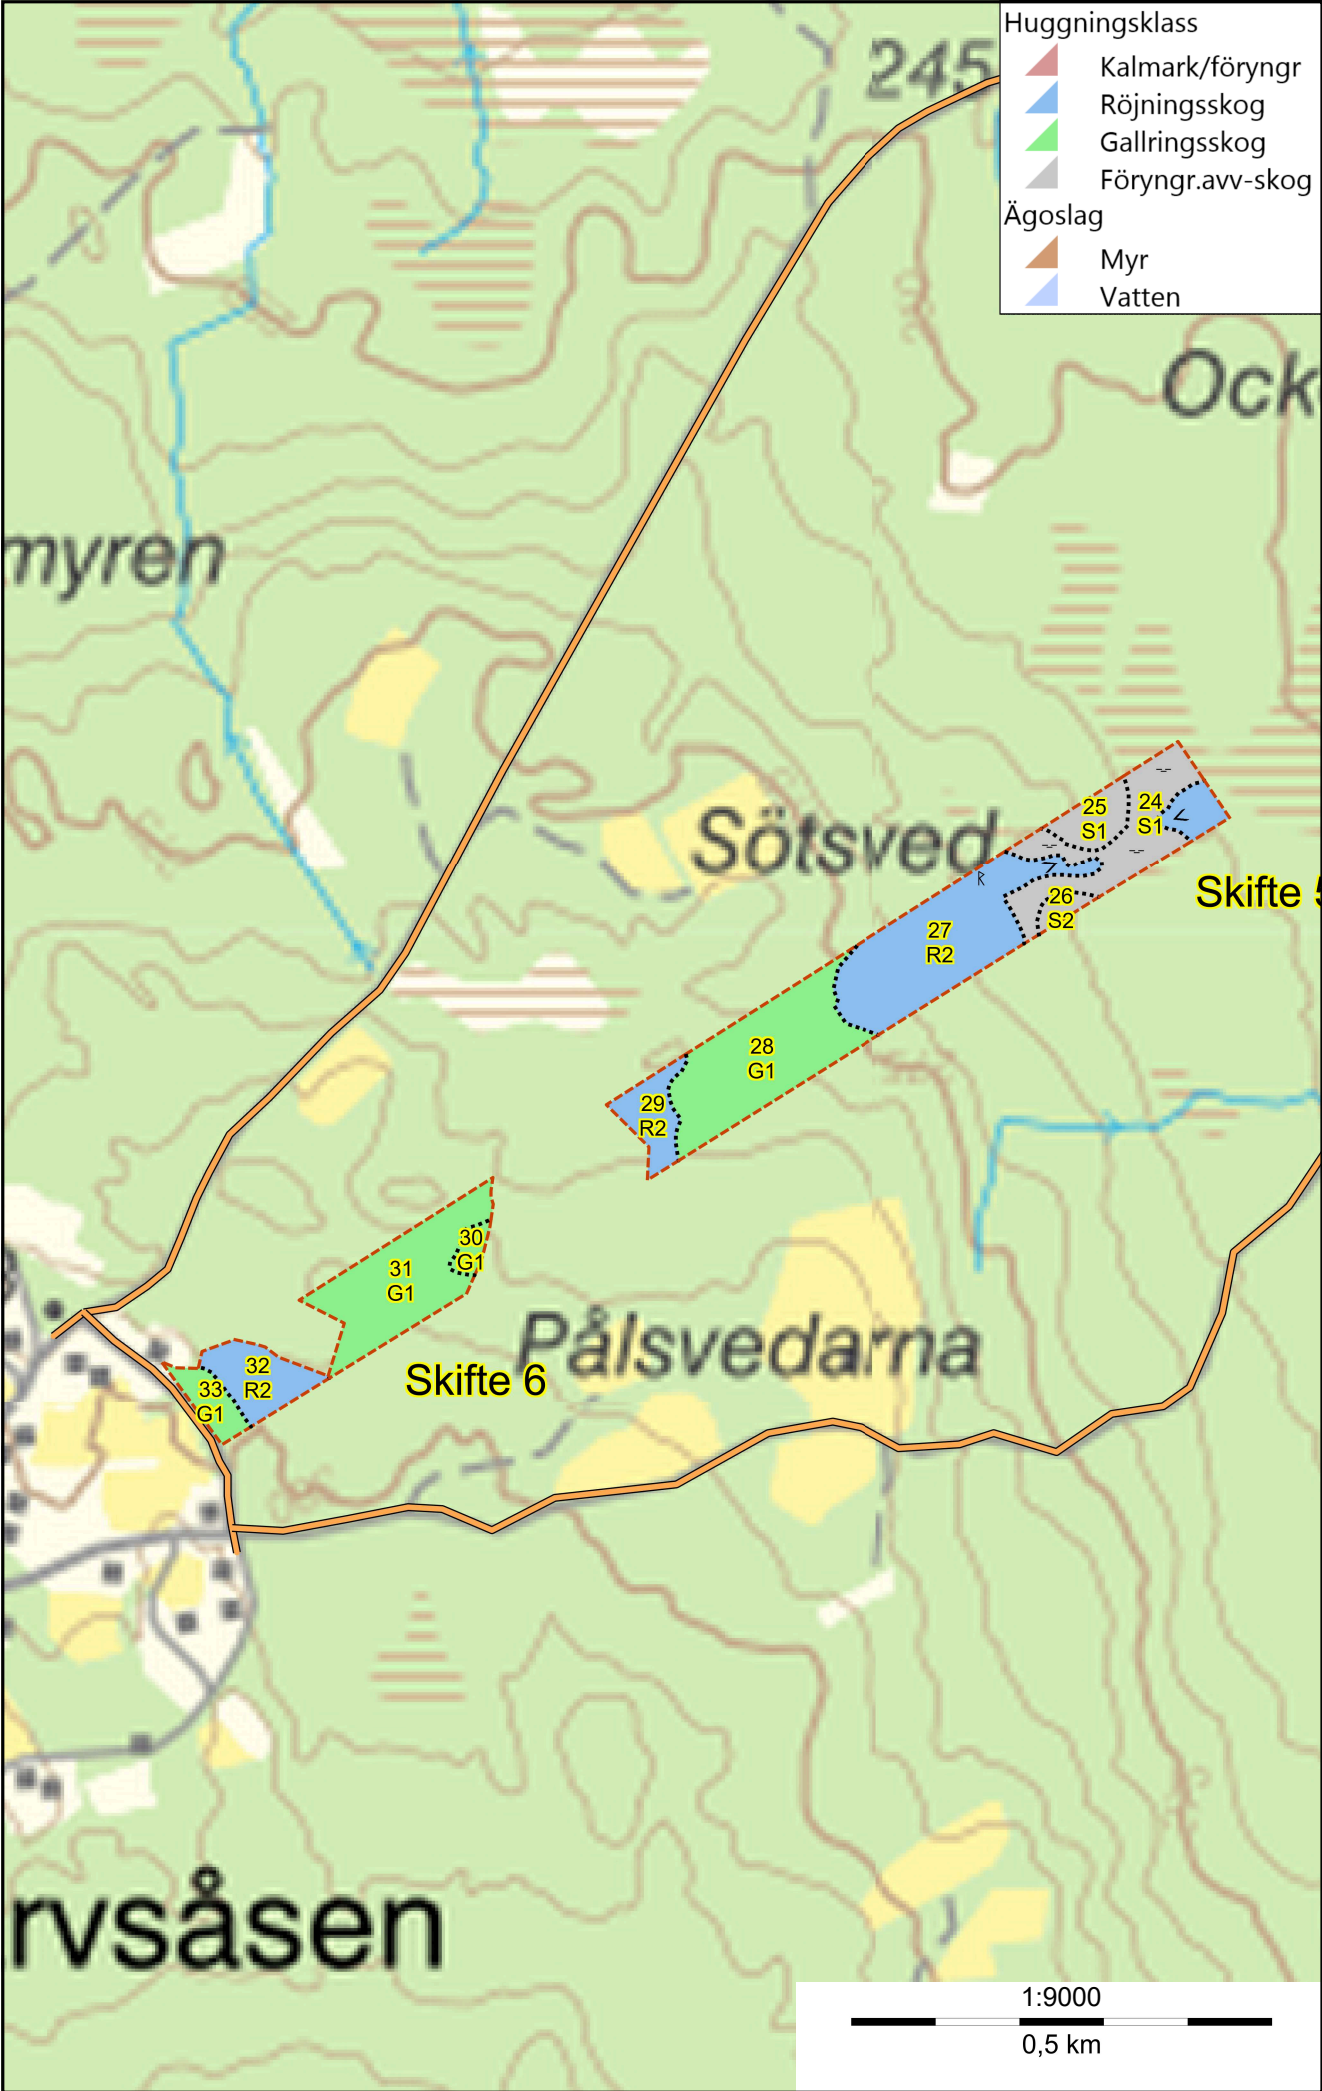 Huggningsklass
Kalmark/föryngr
Röjningsskog
Gallringsskog
Föryngr.avv-skog
Ägoslag
Myr
Vatten
245
Ock
myren
Sötsved
25
S1
24
S1
Skifte 5
26
S2
27
R2
R
28
G1
29
R2
30
G1
31
G1
Pålsvedarna
32
R2
Skifte 6
33
G1
rvsåsen
1:9000
0,5 km